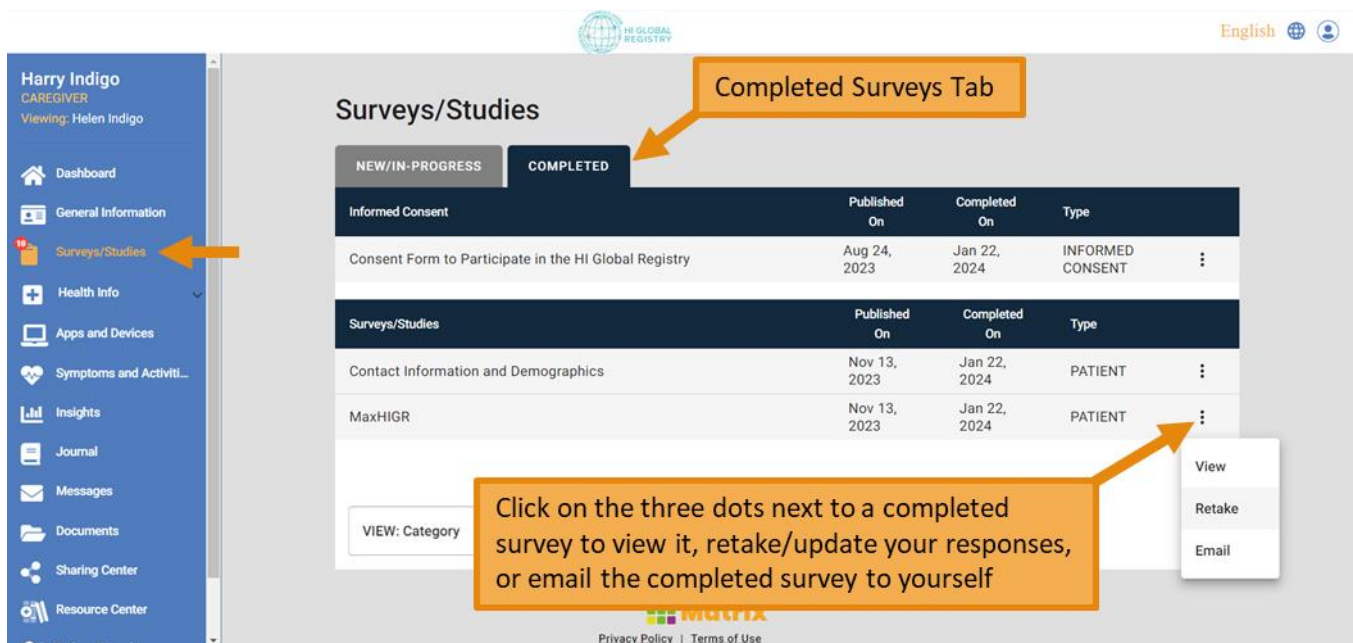 HI GLOBAL
REGISTRY
English
Harry Indigo
CAREGIVER
Viewing: Helen Indigo
Dashboard
General Information
10
Surveys/Studies
Health Info
Apps and Devices
Symptoms and Activiti...
Insights
Journal
Messages
Documents
Sharing Center
Resource Center
Completed Surveys Tab
Surveys/Studies
NEW/IN-PROGRESS COMPLETED
Informed Consent Published On Completed On Type
Consent Form to Participate in the HI Global Registry Aug 24, 2023 Jan 22, 2024 INFORMED CONSENT
Surveys/Studies Published On Completed On Type
Contact Information and Demographics Nov 13, 2023 Jan 22, 2024 PATIENT
MaxHIGR Nov 13, 2023 Jan 22, 2024 PATIENT
View
Retake
Email
VIEW: Category
Click on the three dots next to a completed
survey to view it, retake/update your responses,
or email the completed survey to yourself
Matrix
Privacy Policy | Terms of Use